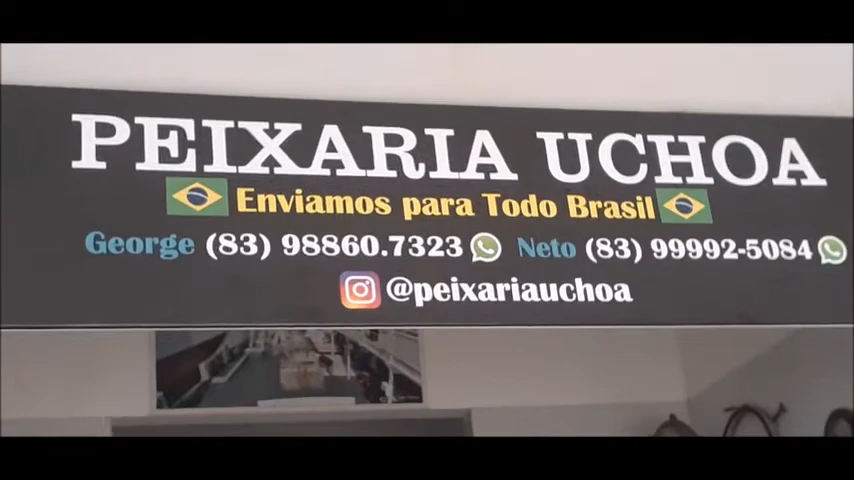 PEIXARIA UCHOA
Enviamos para Todo Brasil
George (83) 98860.7323 Neto (83) 99992-5084
@peixariauchoa